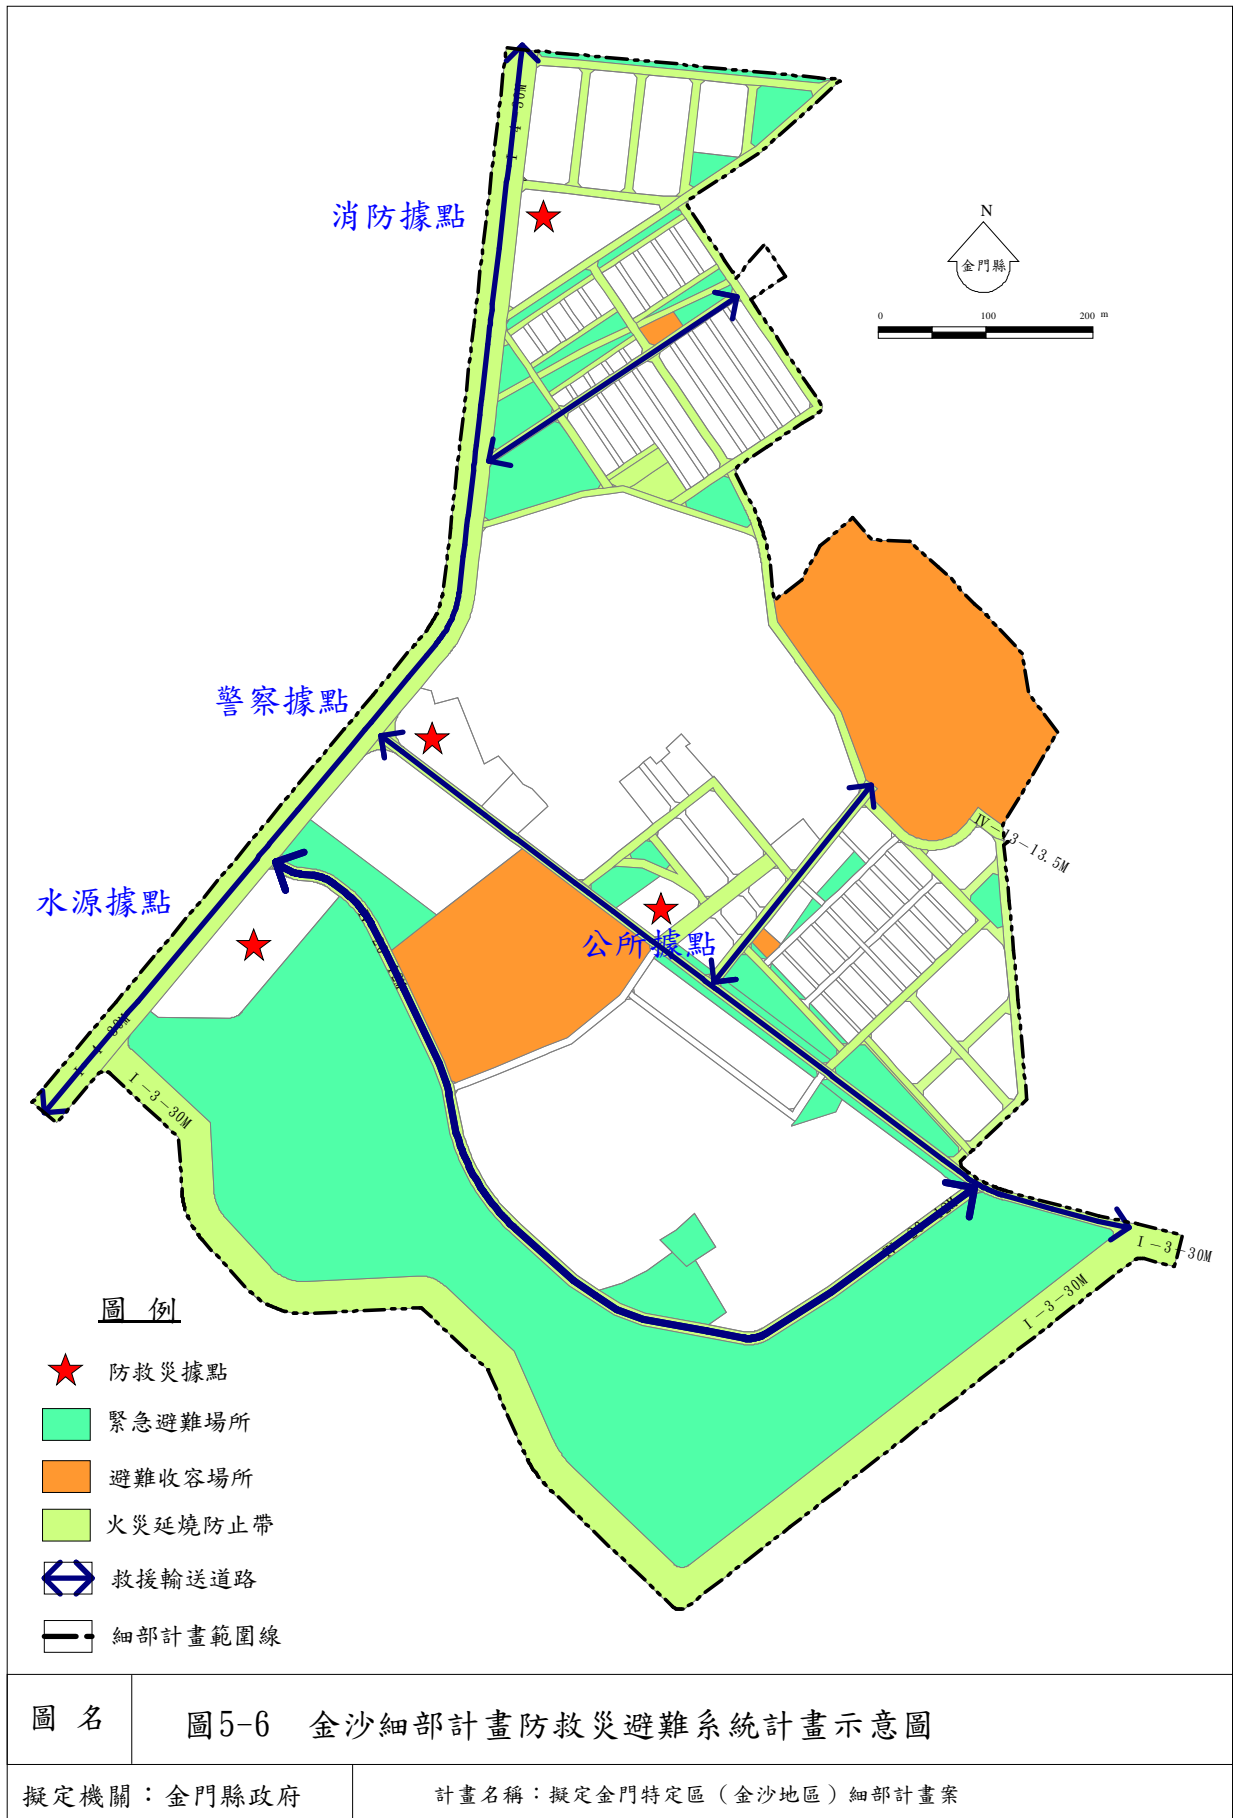 I-4-30M
消防據點
N
金門縣
0 100 200 m
警察據點
IV-13-13.5M
水源據點
公所據點
I-3-30M
I-3-30M
I-3-30M
圖 例
防救災據點
緊急避難場所
避難收容場所
火災延燒防止帶
救援輸送道路
細部計畫範圍線
圖 名
圖5-6 金沙細部計畫防救災避難系統計畫示意圖
擬定機關：金門縣政府
計畫名稱：擬定金門特定區（金沙地區）細部計畫案